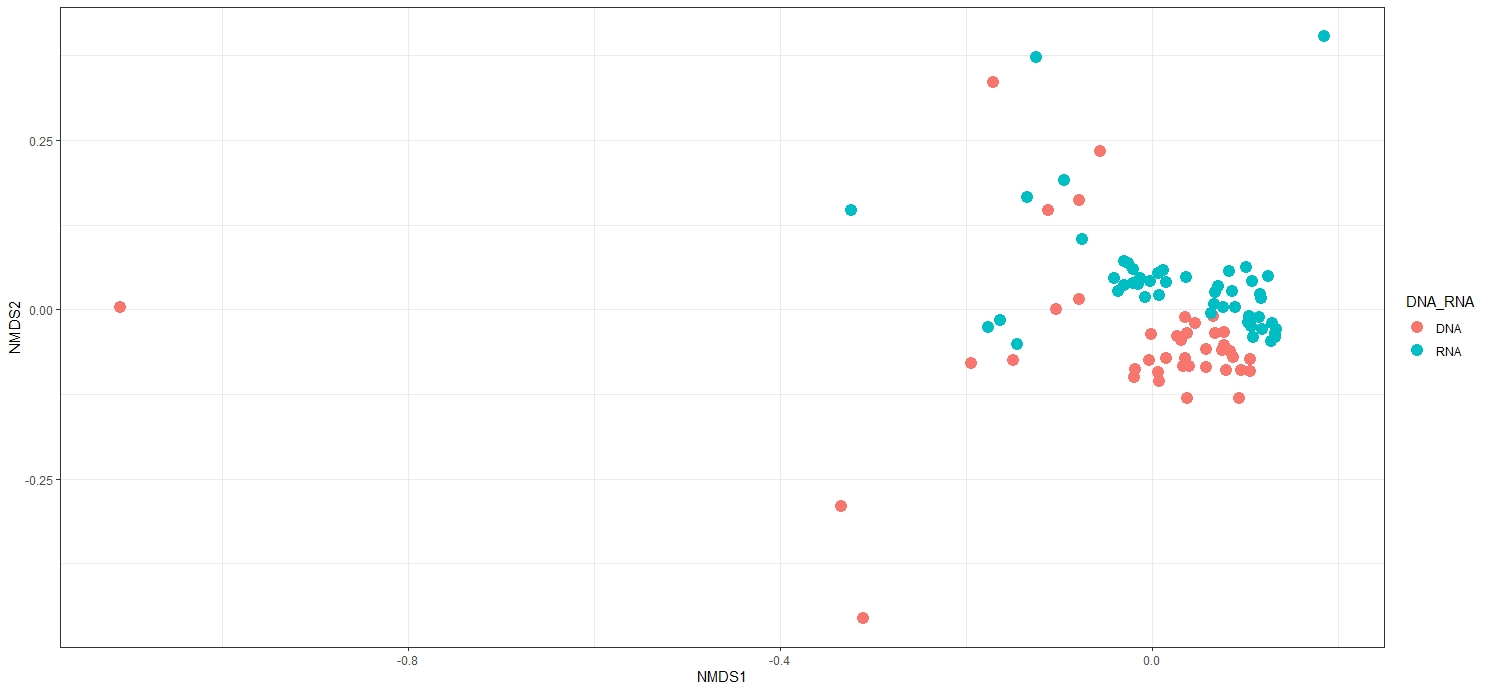 0.25
0.00
-0.25
NMDS2
-0.8
-0.4
0.0
NMDS1
DNA_RNA
DNA
RNA